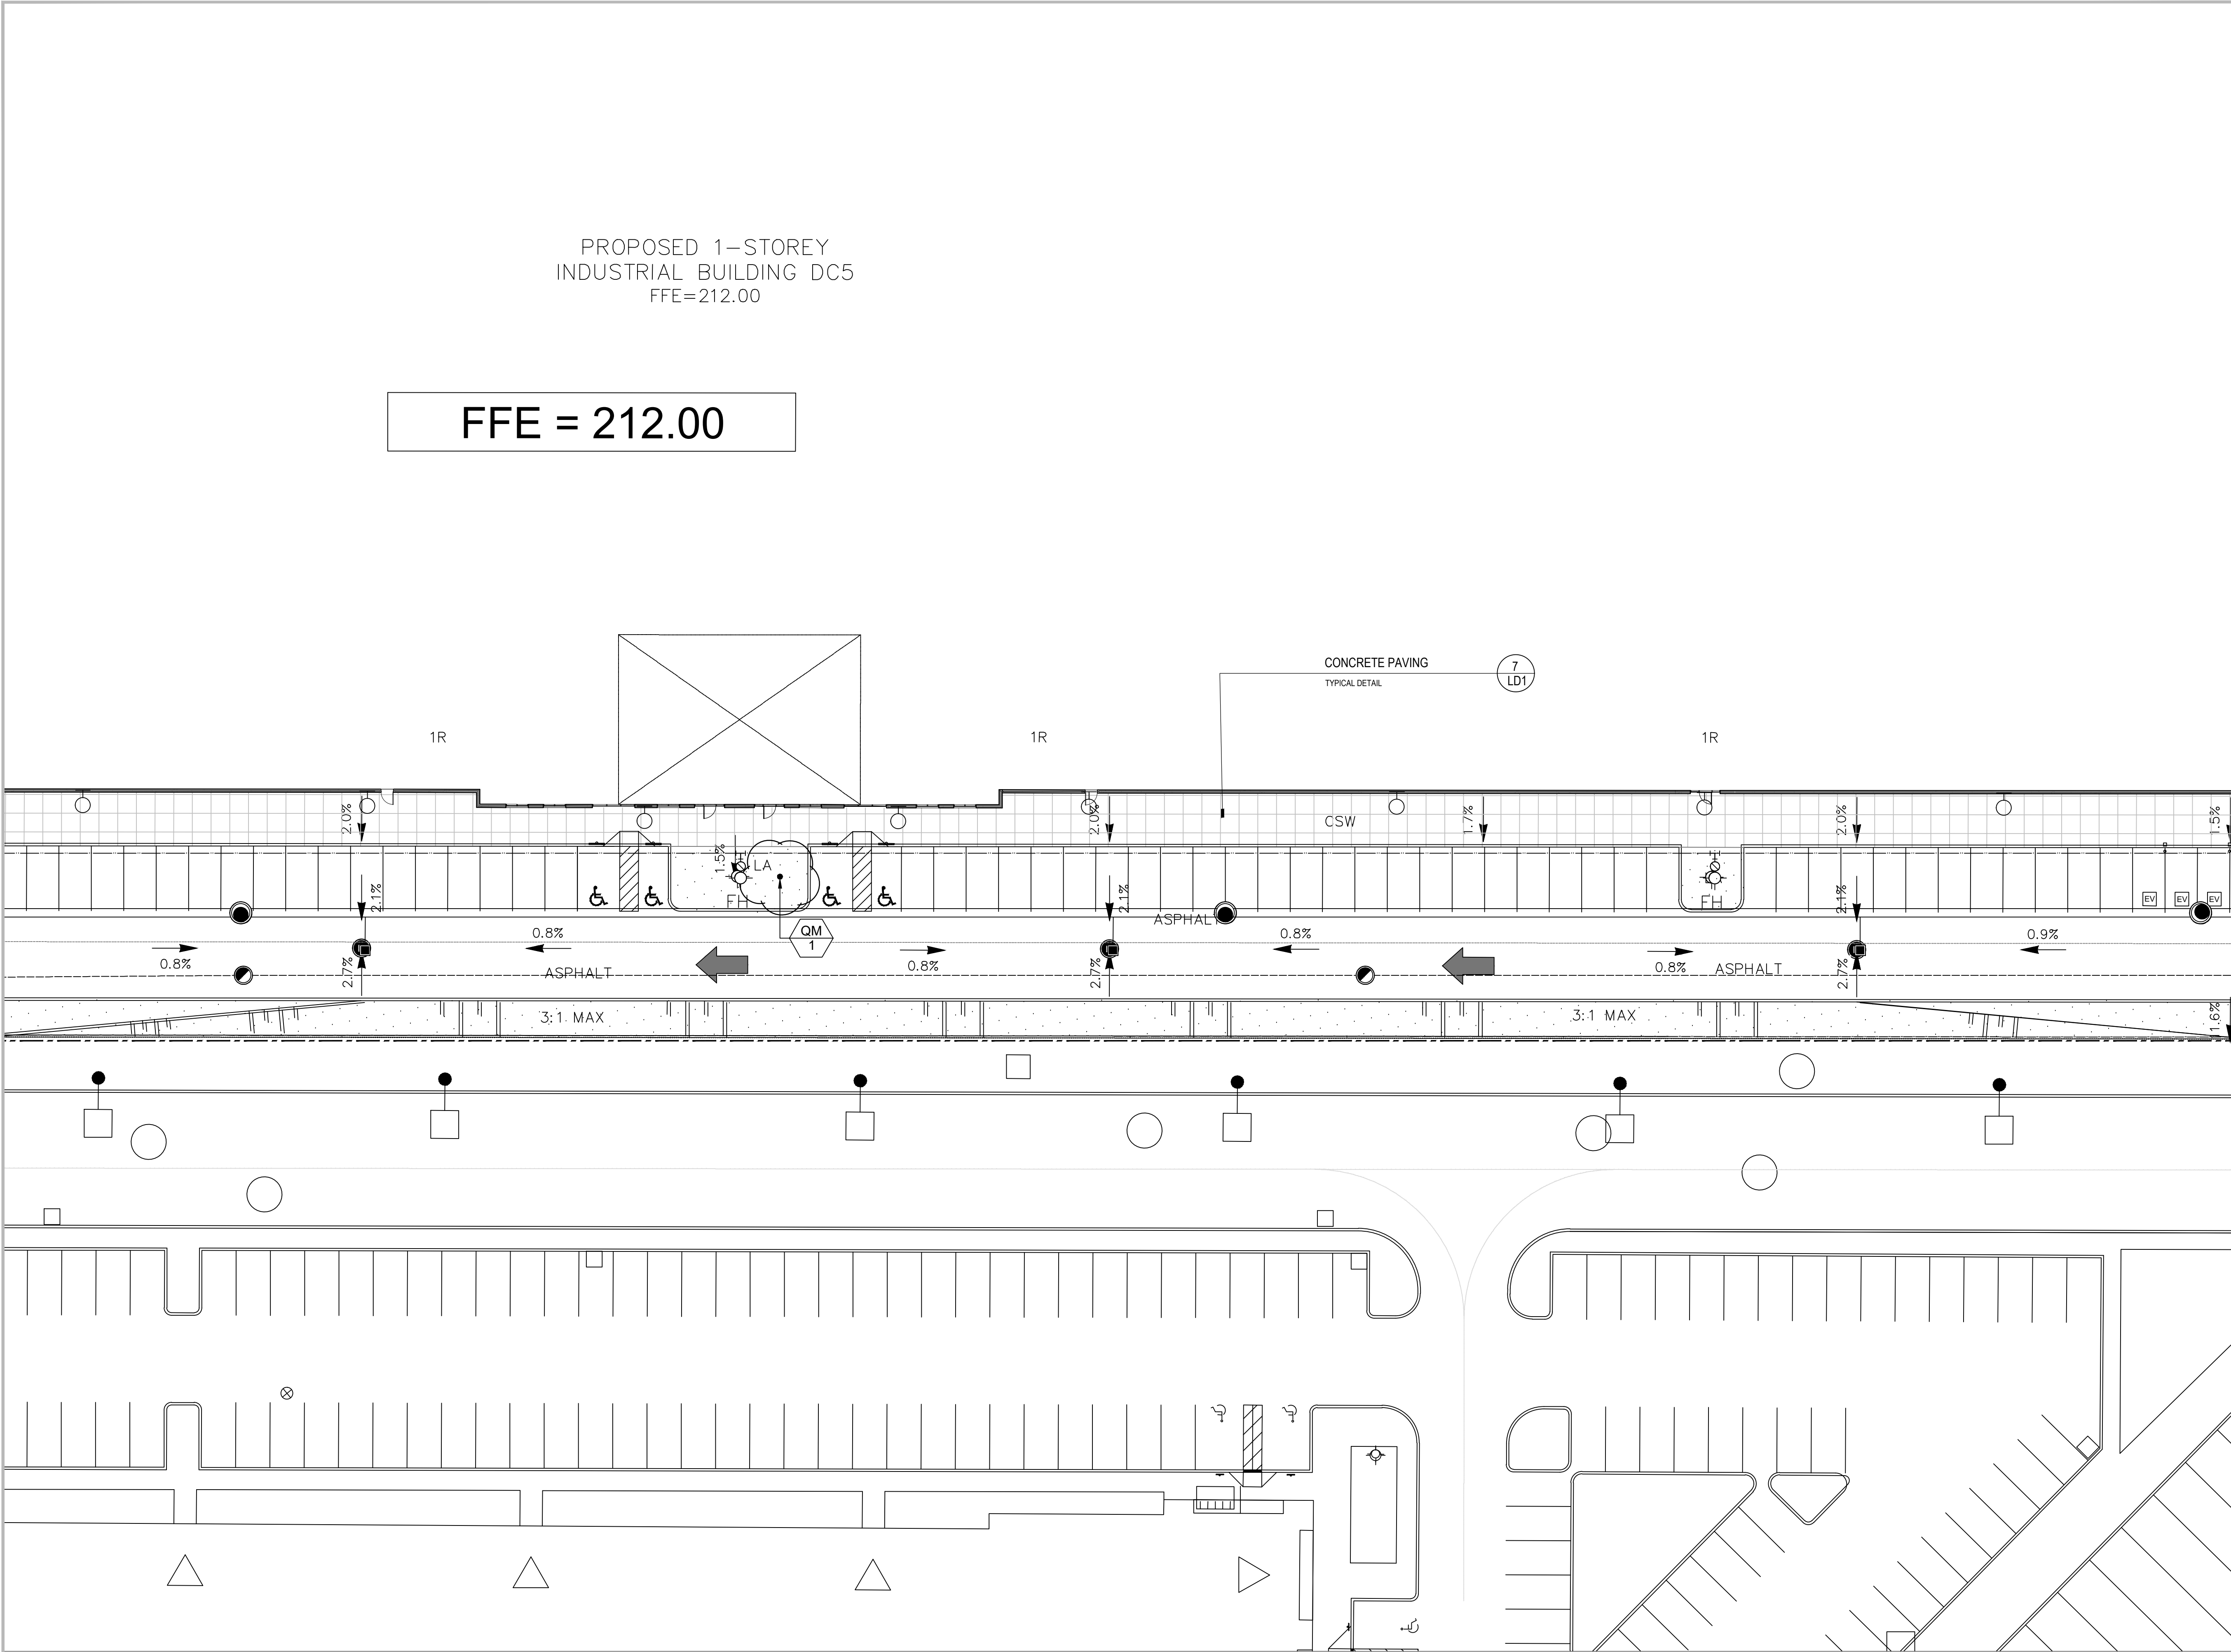 PROPOSED 1-STOREY
INDUSTRIAL BUILDING DC5
FFE=212.00
FFE = 212.00
CONCRETE PAVING
TYPICAL DETAIL
7
LD1
1R
1R
1R
2.0%
2.0%
CSW
1.7%
2.0%
1.5%
1.5%
LA
FH
FH
2.1%
2.1%
2.1%
EV
EV
EV
ASPHALT
QM
1
0.8%
0.8%
0.8%
0.8%
0.8%
0.9%
ASPHALT
ASPHALT
2.7%
2.7%
2.7%
3:1 MAX
3:1 MAX
1.6%